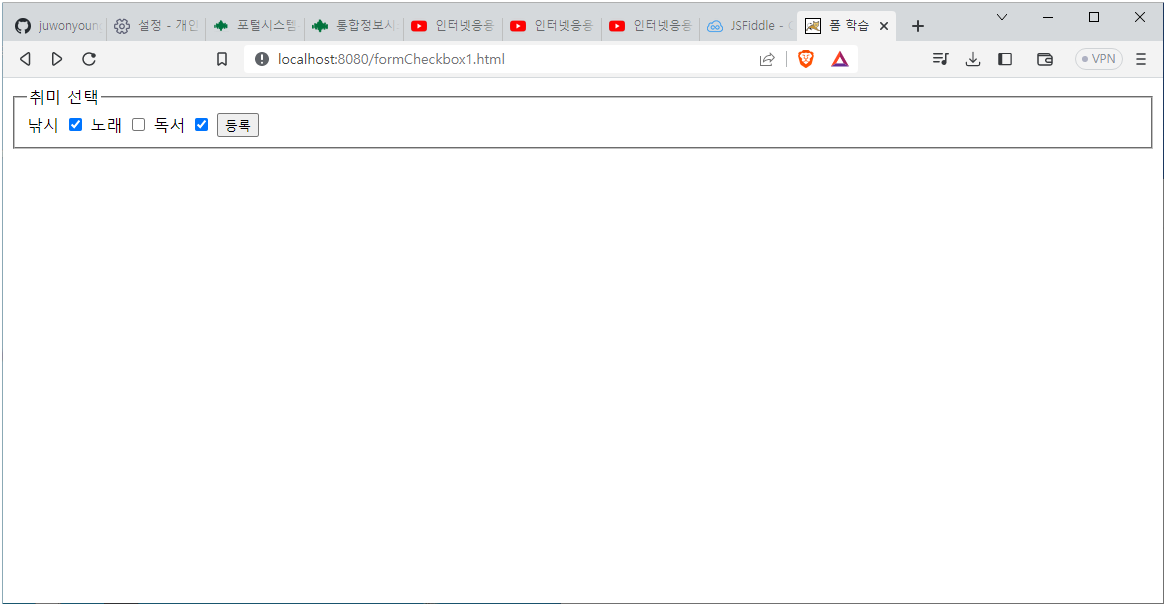 juwonyoung 설정 - 개인 포털시스템 통합정보시 인터넷응용 인터넷응용 인터넷응용 JSFiddle - 폼 학습
localhost:8080/formCheckbox1.html VPN
취미 선택
낚시 노래 독서 등록